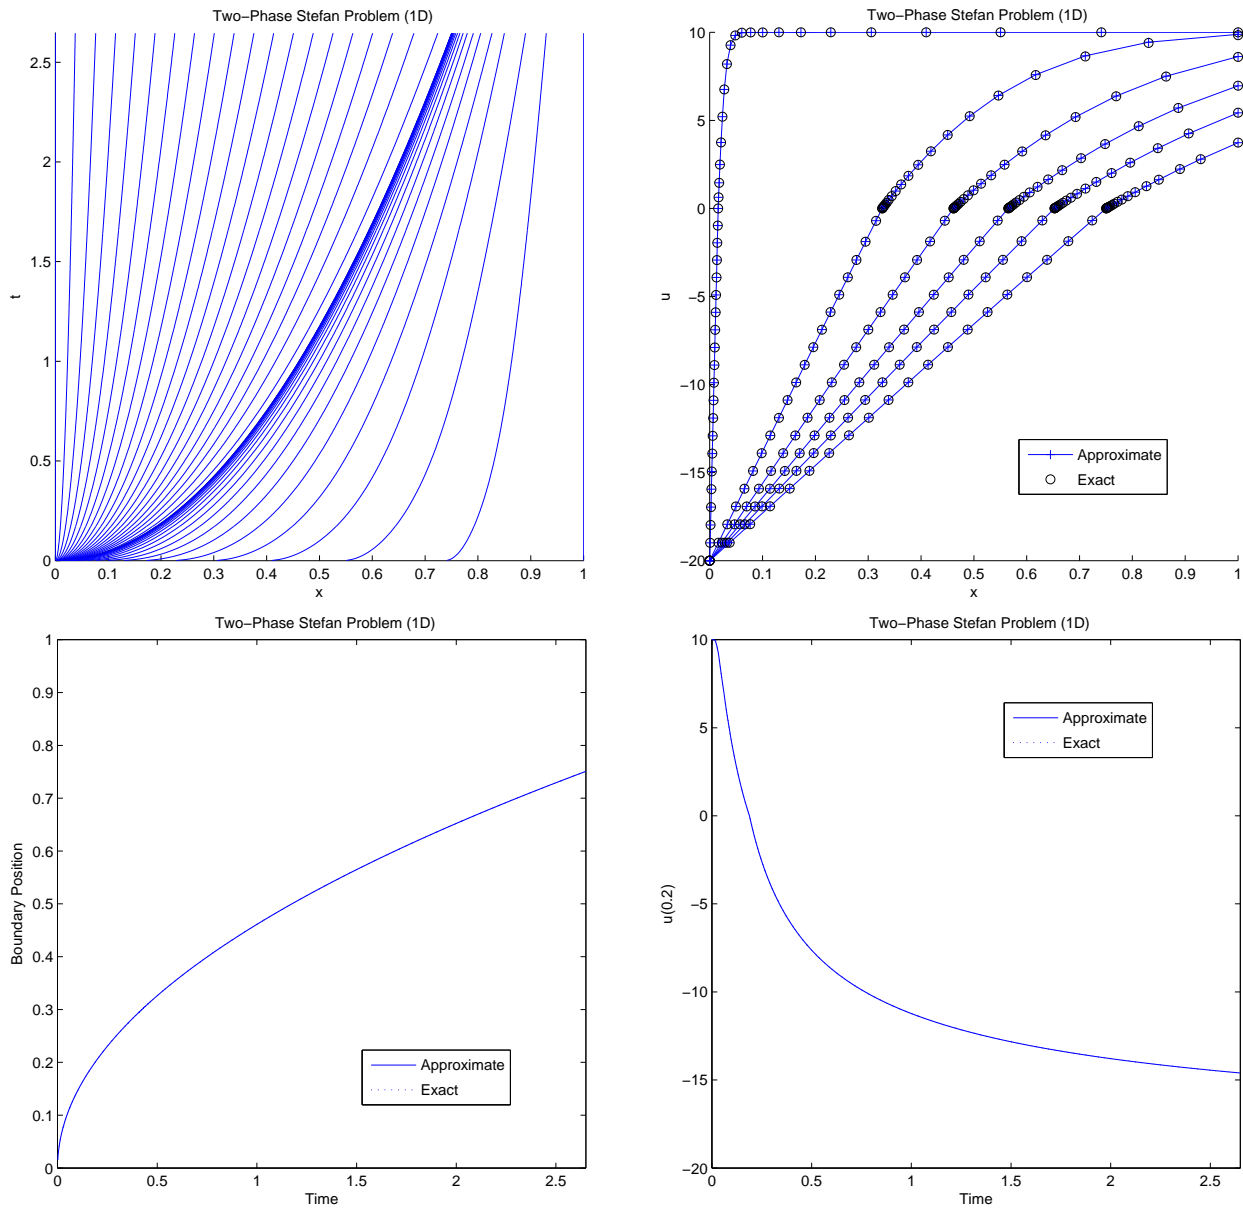 Two−Phase Stefan Problem (1D)
2.5
2
1.5
1
0.5
0
t
0 0.1 0.2 0.3 0.4 0.5 0.6 0.7 0.8 0.9 1
x
Two−Phase Stefan Problem (1D)
10
5
0
−5
−10
−15
−20
u
Approximate
Exact
0 0.1 0.2 0.3 0.4 0.5 0.6 0.7 0.8 0.9 1
x
Two−Phase Stefan Problem (1D)
1
0.9
0.8
0.7
0.6
0.5
0.4
0.3
0.2
0.1
0
Boundary Position
Approximate
Exact
0 0.5 1 1.5 2 2.5
Time
Two−Phase Stefan Problem (1D)
10
5
0
−5
−10
−15
−20
u(0.2)
Approximate
Exact
0 0.5 1 1.5 2 2.5
Time